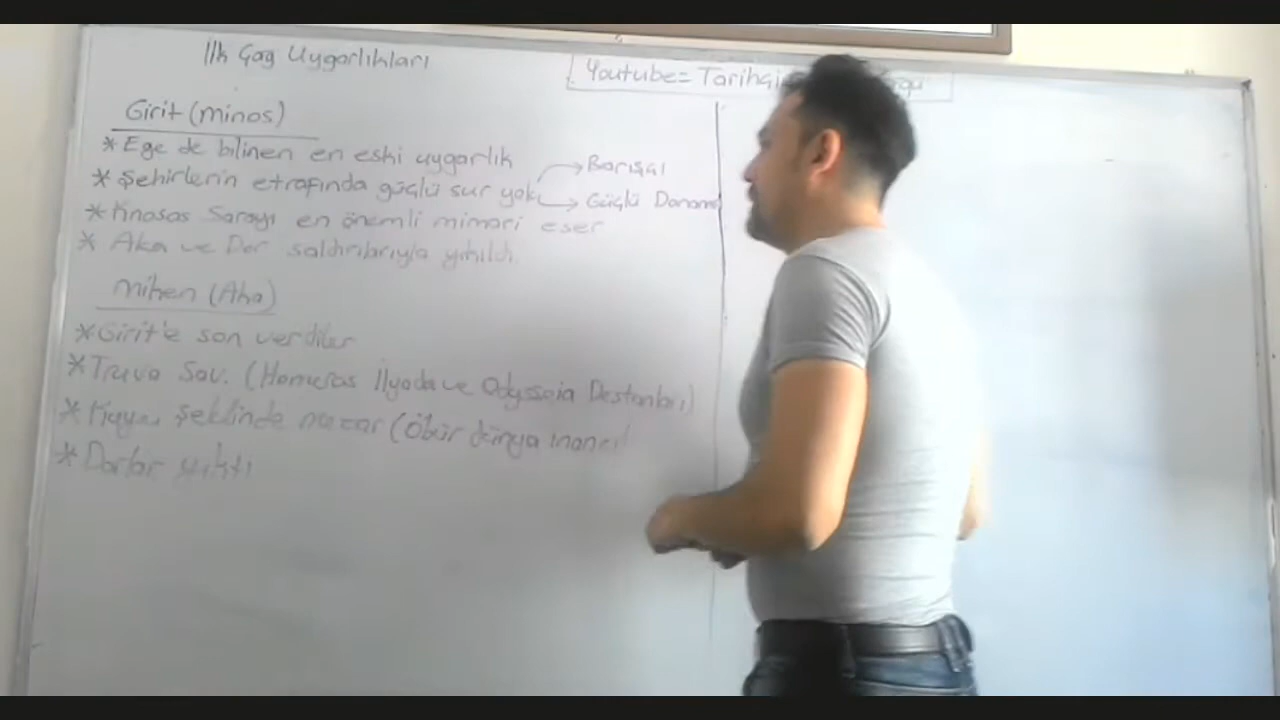 İlk Çağ Uygarlıkları
Youtube= Tarihçi
Girit (minos)
* Ege de bilinen en eski uygarlık
* Şehirlerin etrafında güçlü sur yok
→ Barışçı
→ Güçlü Donanma
* Knosos Sarayı en önemli mimari eser
* Aka ve Dor saldırılarıyla yıkıldı.
Miken (Aka)
* Girit'e son verdiler
* Truva Sav. (Homeros İlyada ve Odysseia Destanları)
* Kuyu şeklinde mezar (Öbür dünya inancı
* Dorlar yıktı